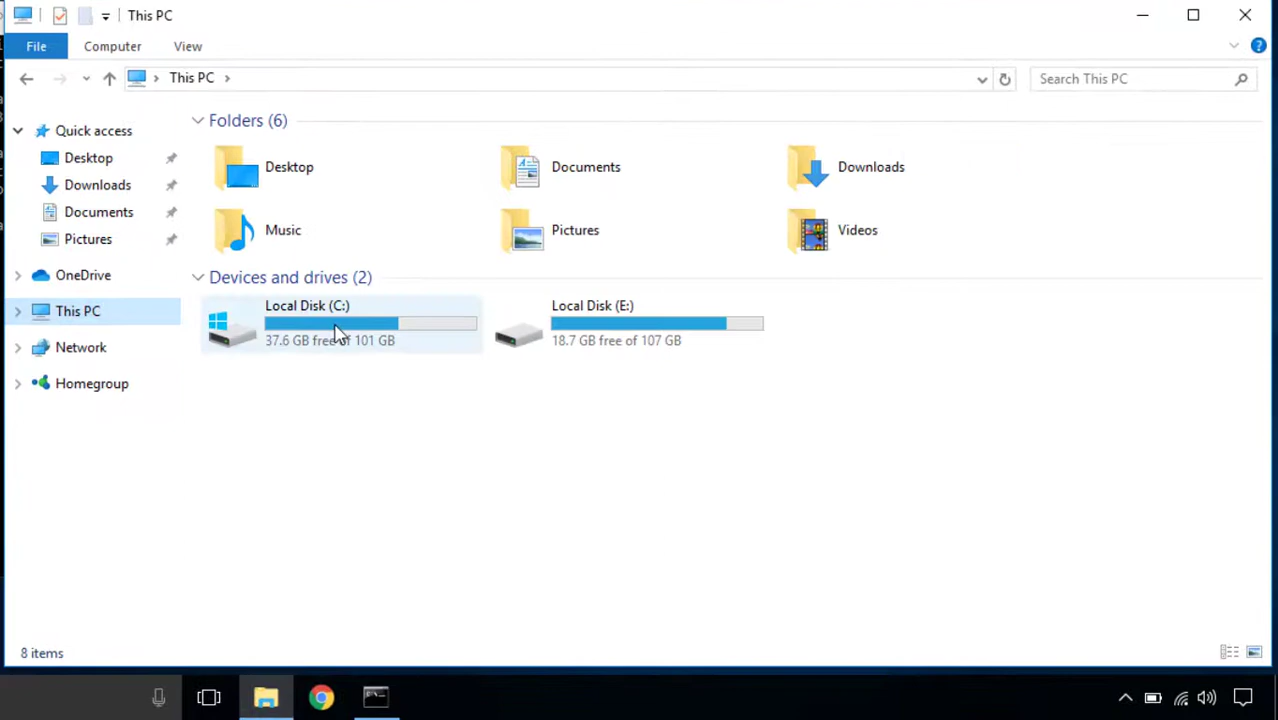 This PC
File
Computer
View
This PC
Search This PC
Quick access
Desktop
Downloads
Documents
Pictures
OneDrive
This PC
Network
Homegroup
Folders (6)
Desktop
Documents
Downloads
Music
Pictures
Videos
Devices and drives (2)
Local Disk (C:)
37.6 GB free of 101 GB
Local Disk (E:)
18.7 GB free of 107 GB
8 items